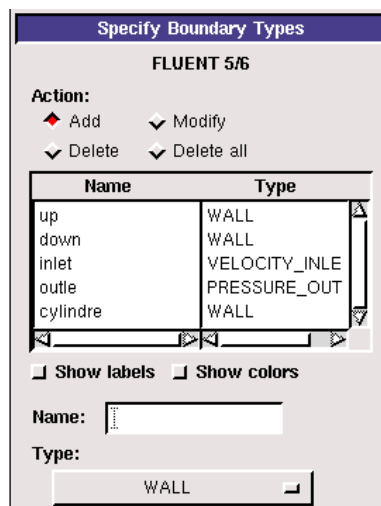 Specify Boundary Types
FLUENT 5/6
Action:
Add Modify
Delete Delete all
Name Type
up WALL
down WALL
inlet VELOCITY_INLE
outle PRESSURE_OUT
cylindre WALL
Show labels Show colors
Name:
Type:
WALL